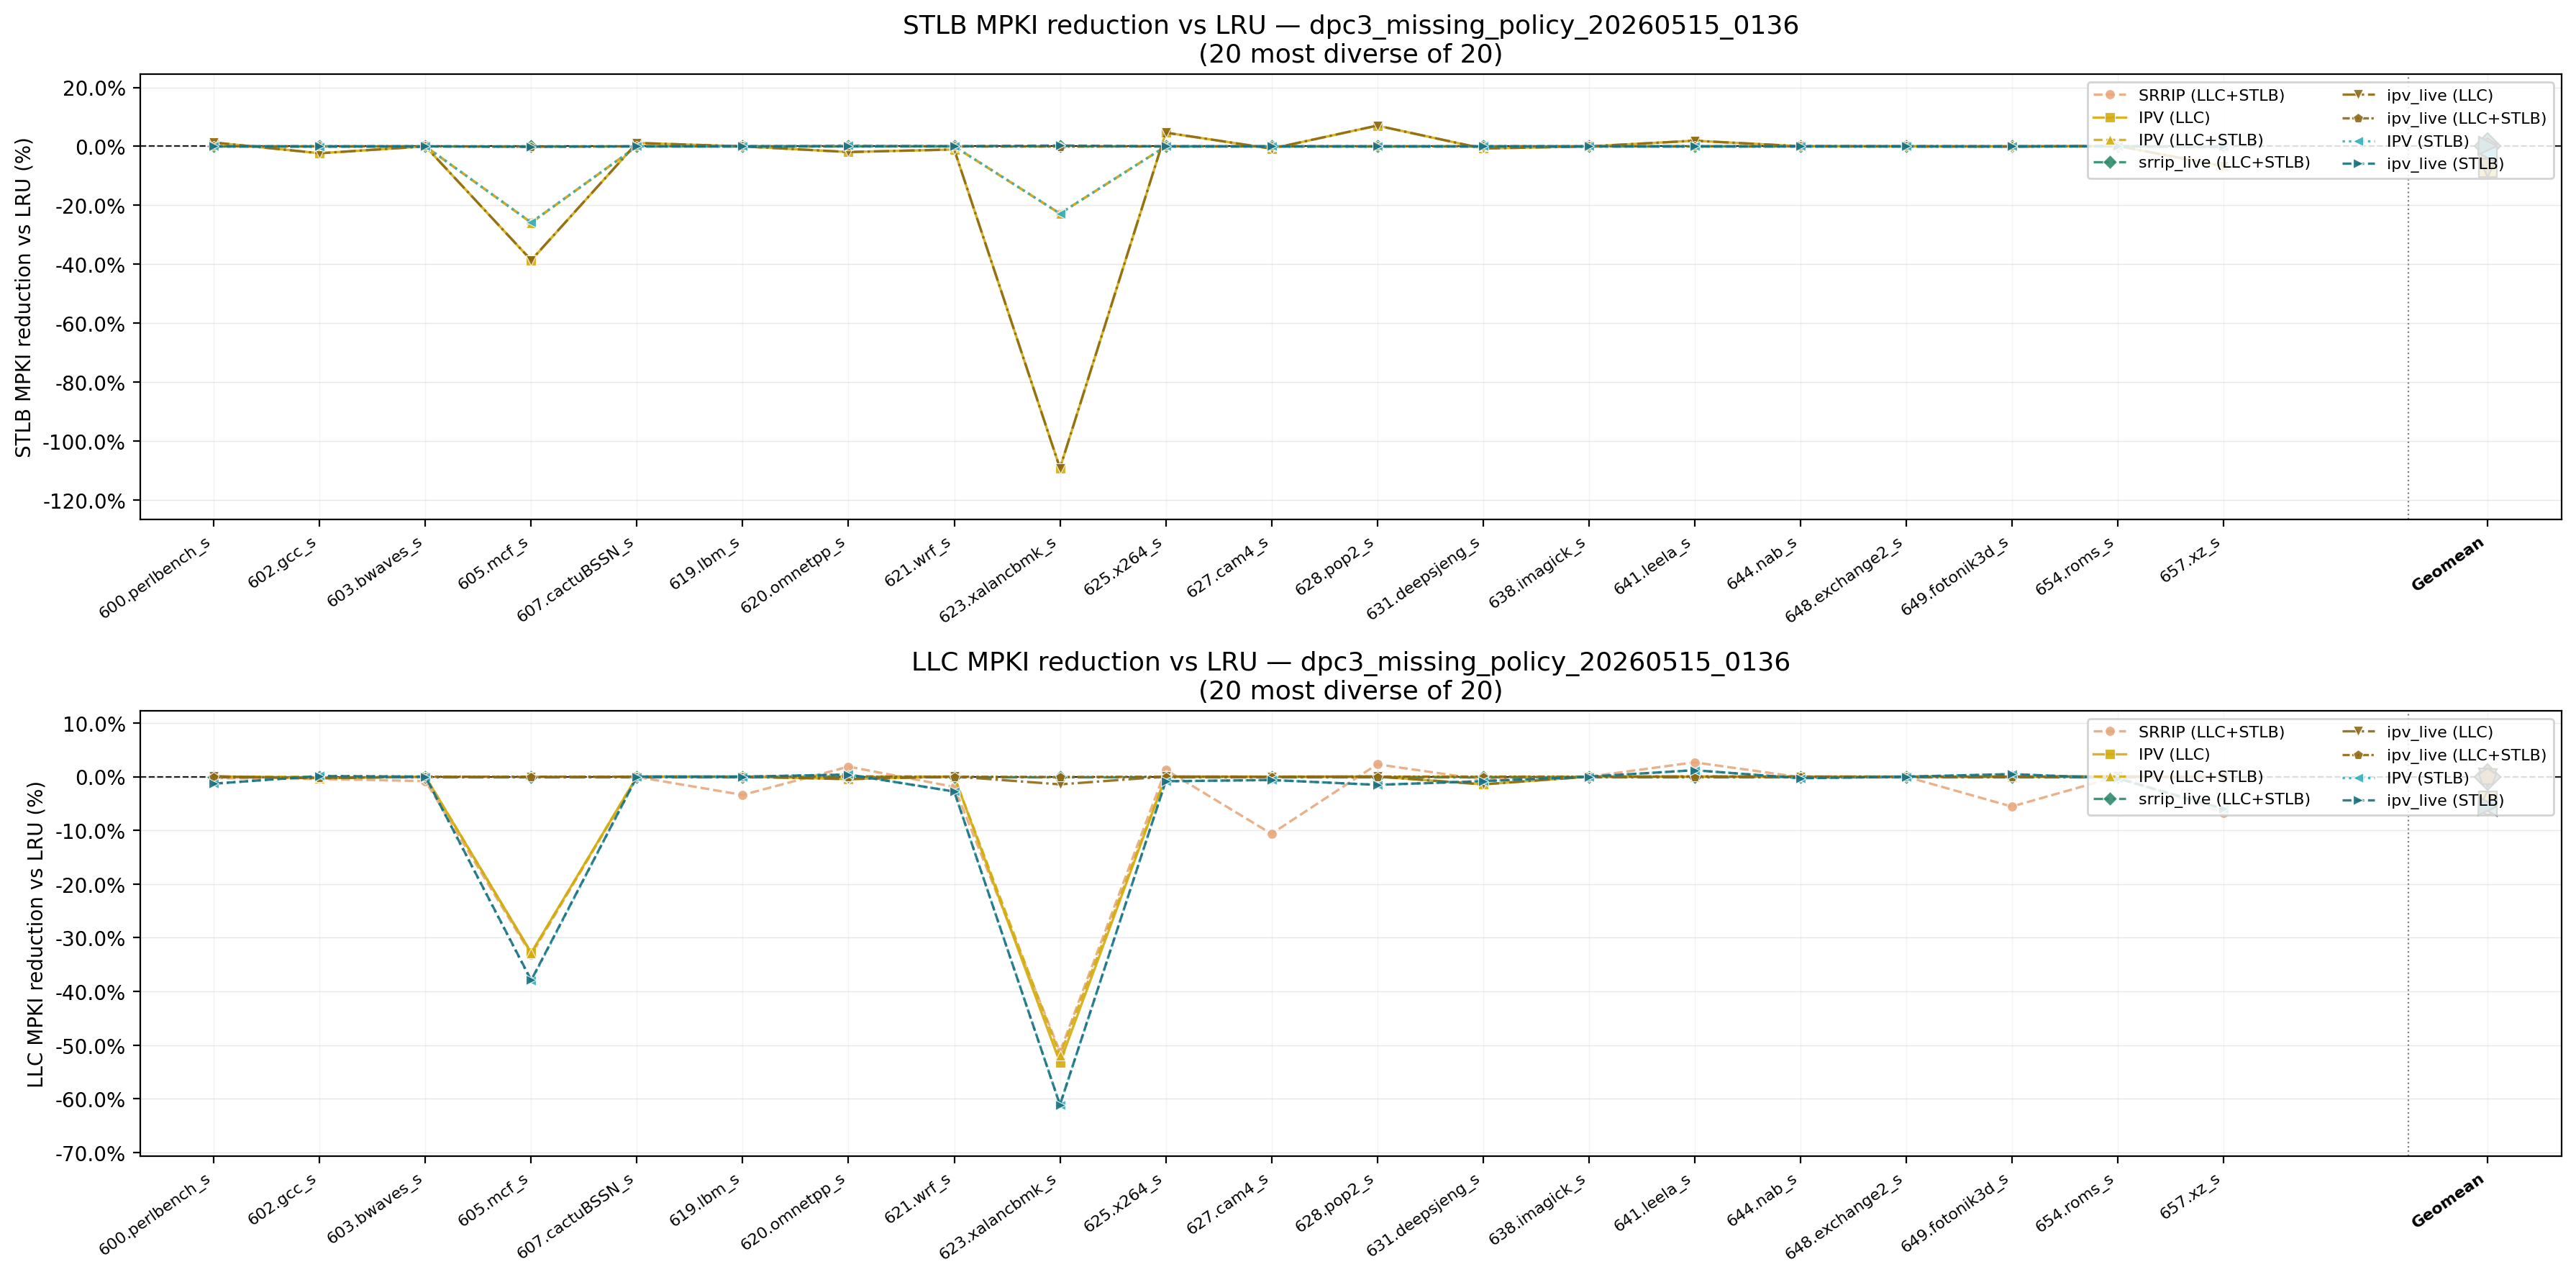 STLB MPKI reduction vs LRU — dpc3_missing_policy_20260515_0136
(20 most diverse of 20)
STLB MPKI reduction vs LRU (%)
20.0%
0.0%
-20.0%
-40.0%
-60.0%
-80.0%
-100.0%
-120.0%
SRRIP (LLC+STLB)
IPV (LLC)
IPV (LLC+STLB)
srrip_live (LLC+STLB)
ipv_live (LLC)
ipv_live (LLC+STLB)
IPV (STLB)
ipv_live (STLB)
600.perlbench_s
602.gcc_s
603.bwaves_s
605.mcf_s
607.cactuBSSN_s
619.lbm_s
620.omnetpp_s
621.wrf_s
623.xalancbmk_s
625.x264_s
627.cam4_s
628.pop2_s
631.deepsjeng_s
638.imagick_s
641.leela_s
644.nab_s
648.exchange2_s
649.fotonik3d_s
654.roms_s
657.xz_s
Geomean
LLC MPKI reduction vs LRU — dpc3_missing_policy_20260515_0136
(20 most diverse of 20)
LLC MPKI reduction vs LRU (%)
10.0%
0.0%
-10.0%
-20.0%
-30.0%
-40.0%
-50.0%
-60.0%
-70.0%
SRRIP (LLC+STLB)
IPV (LLC)
IPV (LLC+STLB)
srrip_live (LLC+STLB)
ipv_live (LLC)
ipv_live (LLC+STLB)
IPV (STLB)
ipv_live (STLB)
600.perlbench_s
602.gcc_s
603.bwaves_s
605.mcf_s
607.cactuBSSN_s
619.lbm_s
620.omnetpp_s
621.wrf_s
623.xalancbmk_s
625.x264_s
627.cam4_s
628.pop2_s
631.deepsjeng_s
638.imagick_s
641.leela_s
644.nab_s
648.exchange2_s
649.fotonik3d_s
654.roms_s
657.xz_s
Geomean